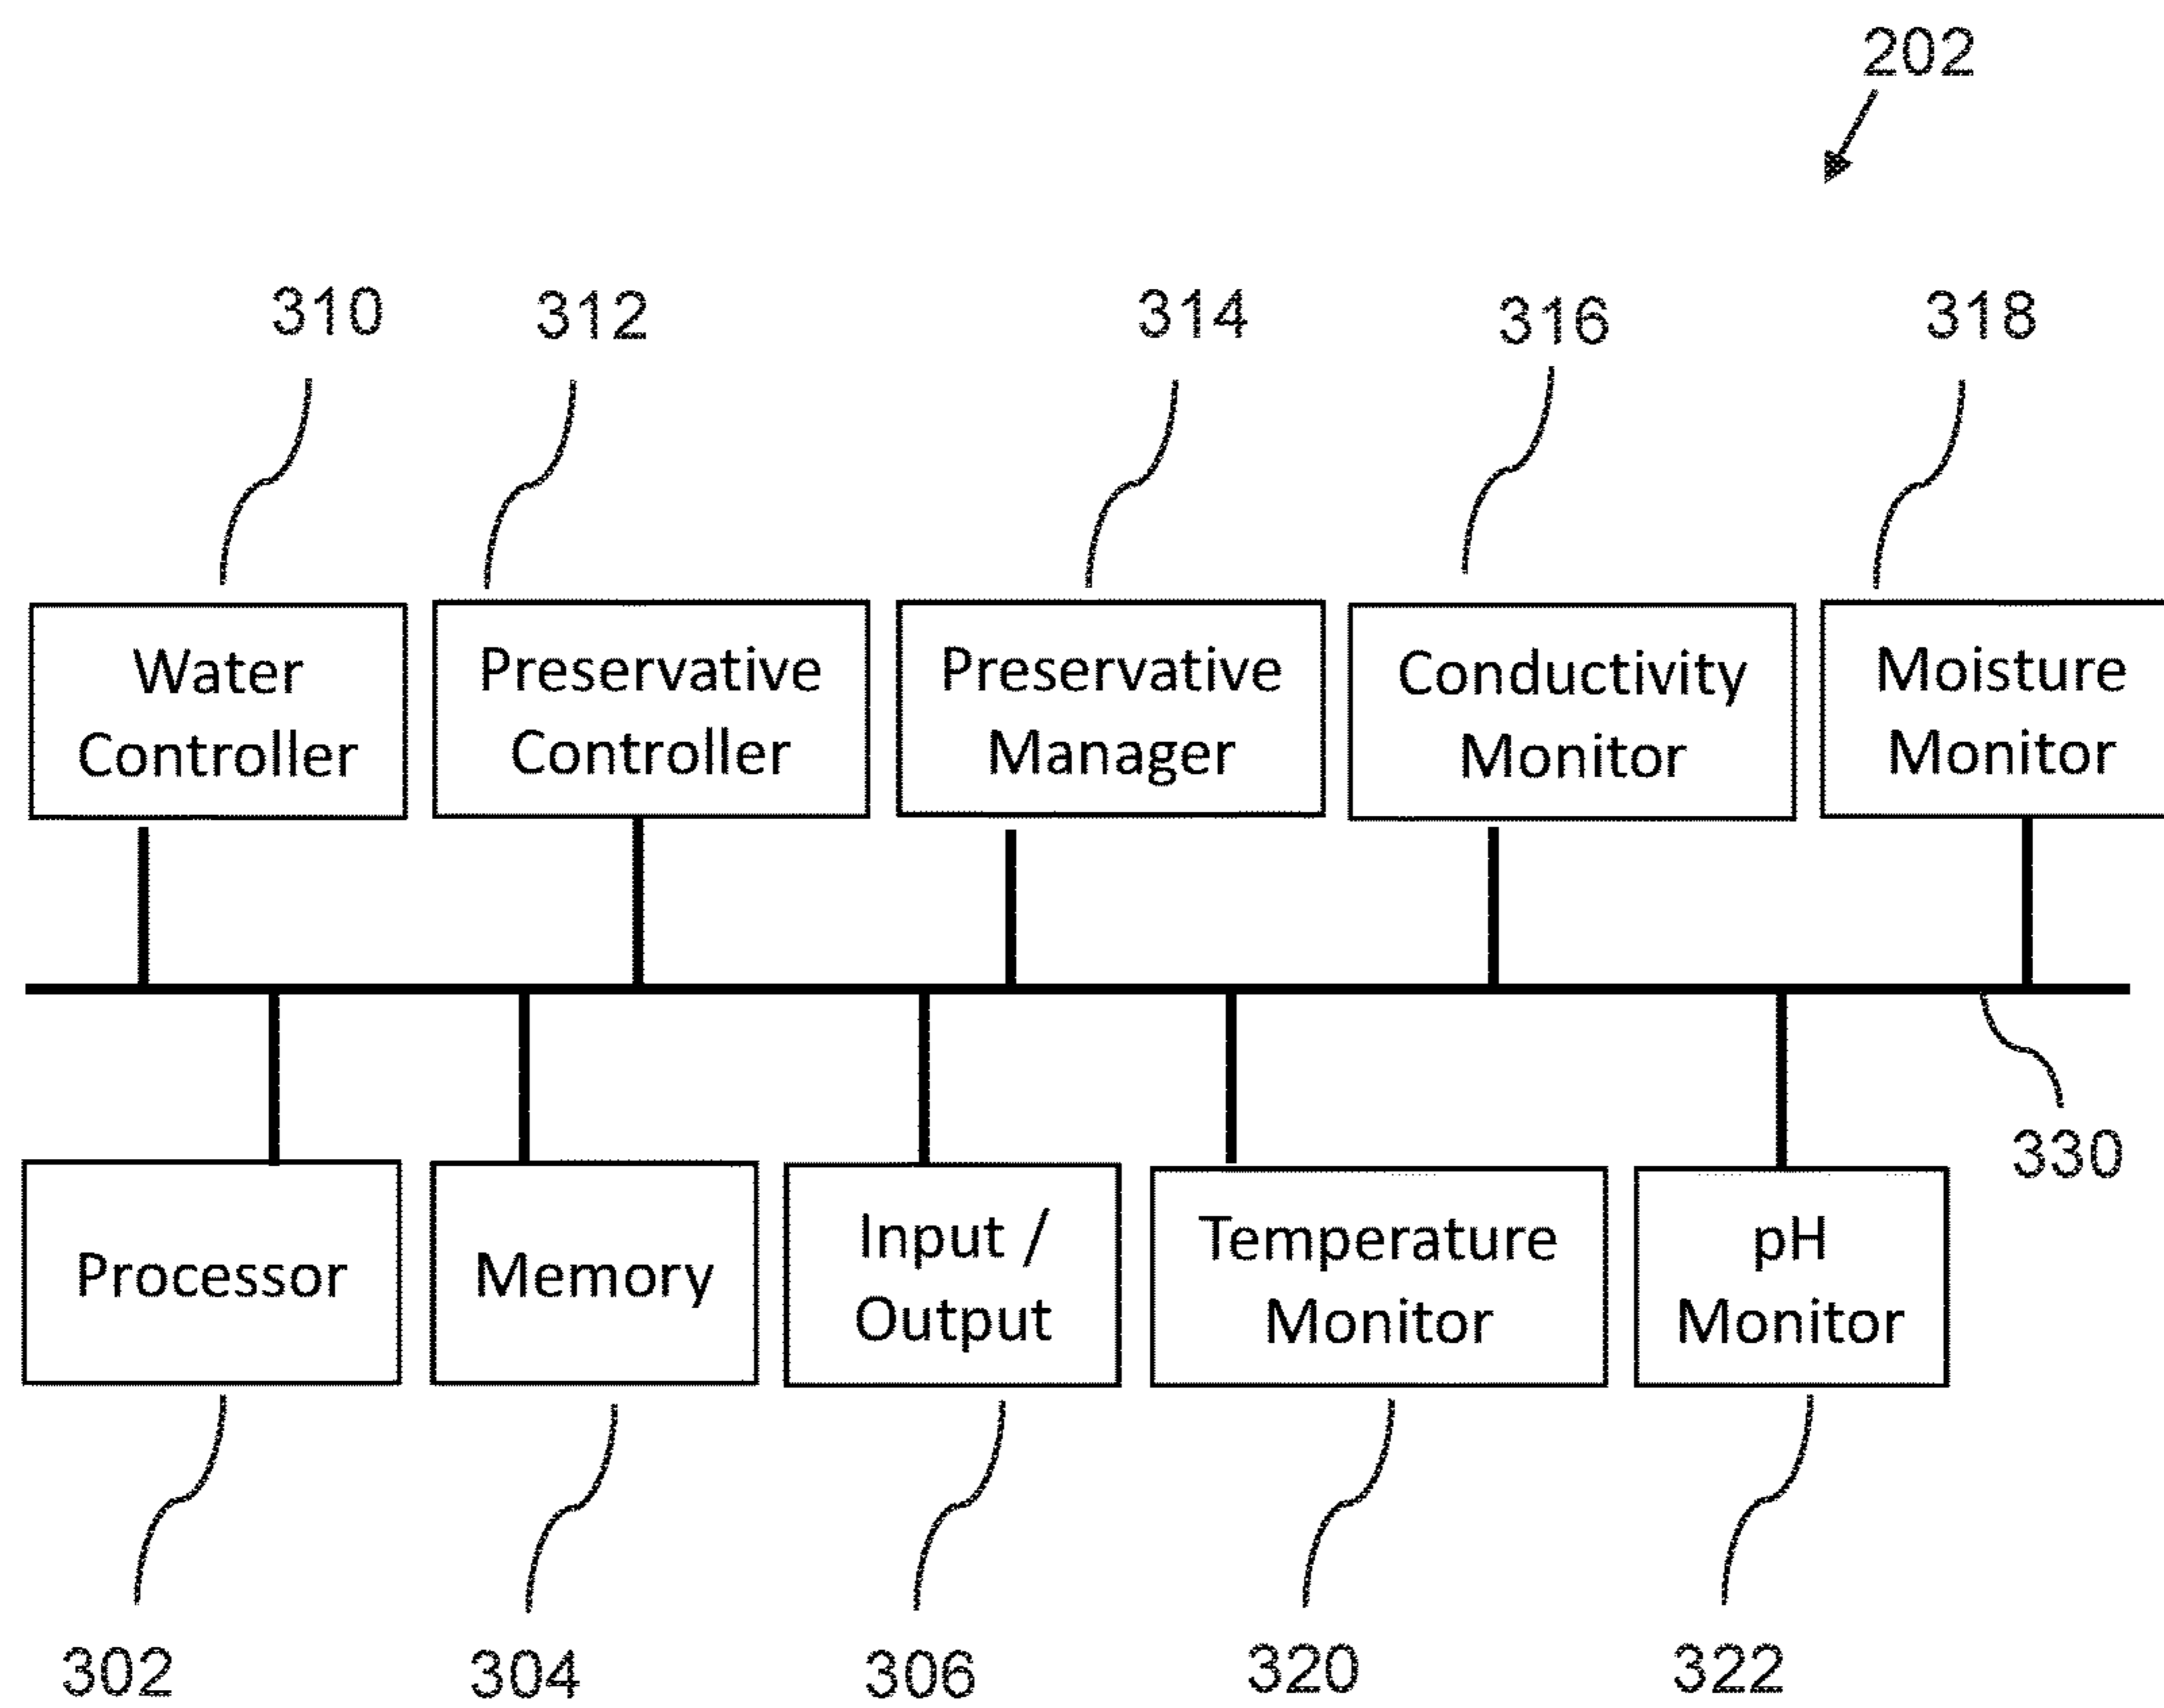 202
310
312
314
316
318
Water
Controller
Preservative
Controller
Preservative
Manager
Conductivity
Monitor
Moisture
Monitor
330
Processor
Memory
Input /
Output
Temperature
Monitor
pH
Monitor
302
304
306
320
322